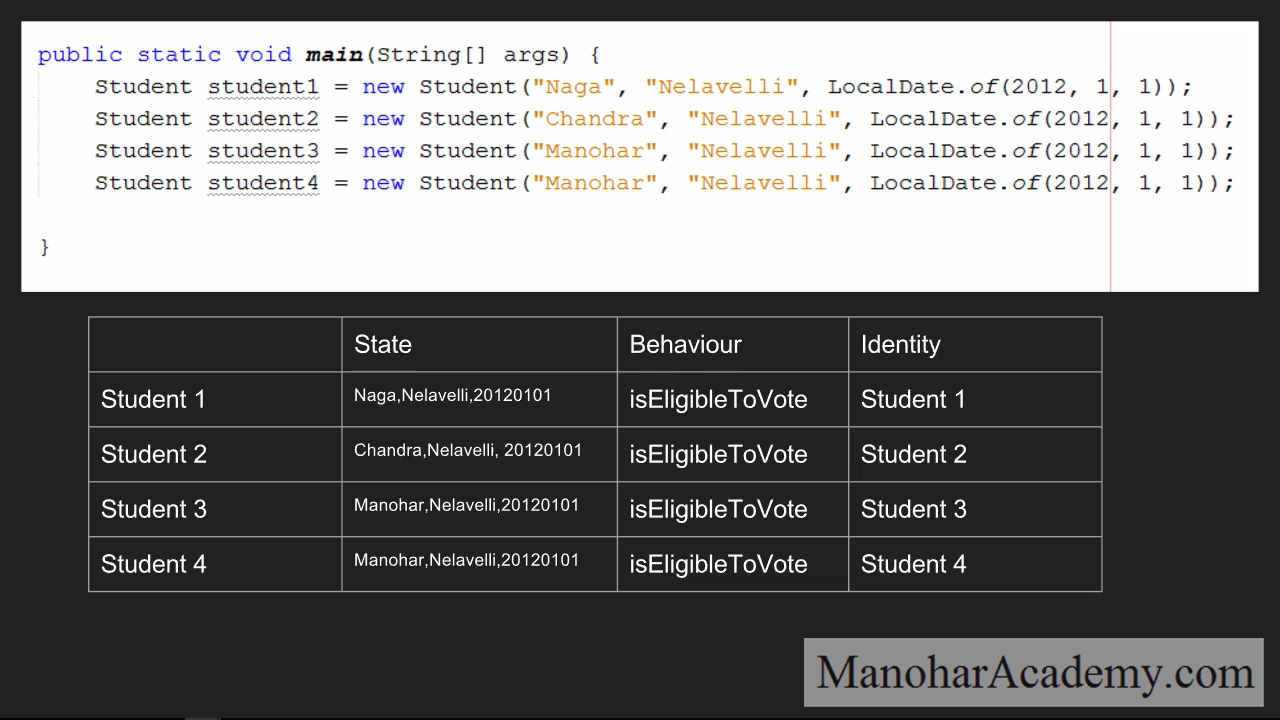 public static void main(String[] args) {
Student student1 = new Student("Naga", "Nelavelli", LocalDate.of(2012, 1, 1));
Student student2 = new Student("Chandra", "Nelavelli", LocalDate.of(2012, 1, 1));
Student student3 = new Student("Manohar", "Nelavelli", LocalDate.of(2012, 1, 1));
Student student4 = new Student("Manohar", "Nelavelli", LocalDate.of(2012, 1, 1));
}
State Behaviour Identity
Student 1 Naga,Nelavelli,20120101 isEligibleToVote Student 1
Student 2 Chandra,Nelavelli, 20120101 isEligibleToVote Student 2
Student 3 Manohar,Nelavelli,20120101 isEligibleToVote Student 3
Student 4 Manohar,Nelavelli,20120101 isEligibleToVote Student 4
ManoharAcademy.com